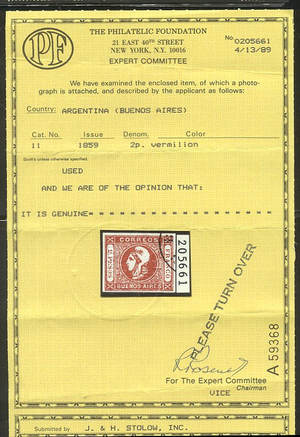 PF
THE PHILATELIC FOUNDATION
21 EAST 40TH STREET
NEW YORK, N.Y. 10016
EXPERT COMMITTEE
No 0205661
4/13/89
We have examined the enclosed item, of which a photo-
graph is attached, and described by the applicant as follows:
Country: ARGENTINA (BUENOS AIRES)
Cat. No. Issue Denom. Color
11 1859 2p. vermilion
Scott's unless otherwise specified.
USED
AND WE ARE OF THE OPINION THAT:
IT IS GENUINE
CORREOS
BUENOS-AIRES
205661
PLEASE TURN OVER
A 59368
For The Expert Committee
Chairman
VICE
Submitted by J. & H. STOLOW, INC.